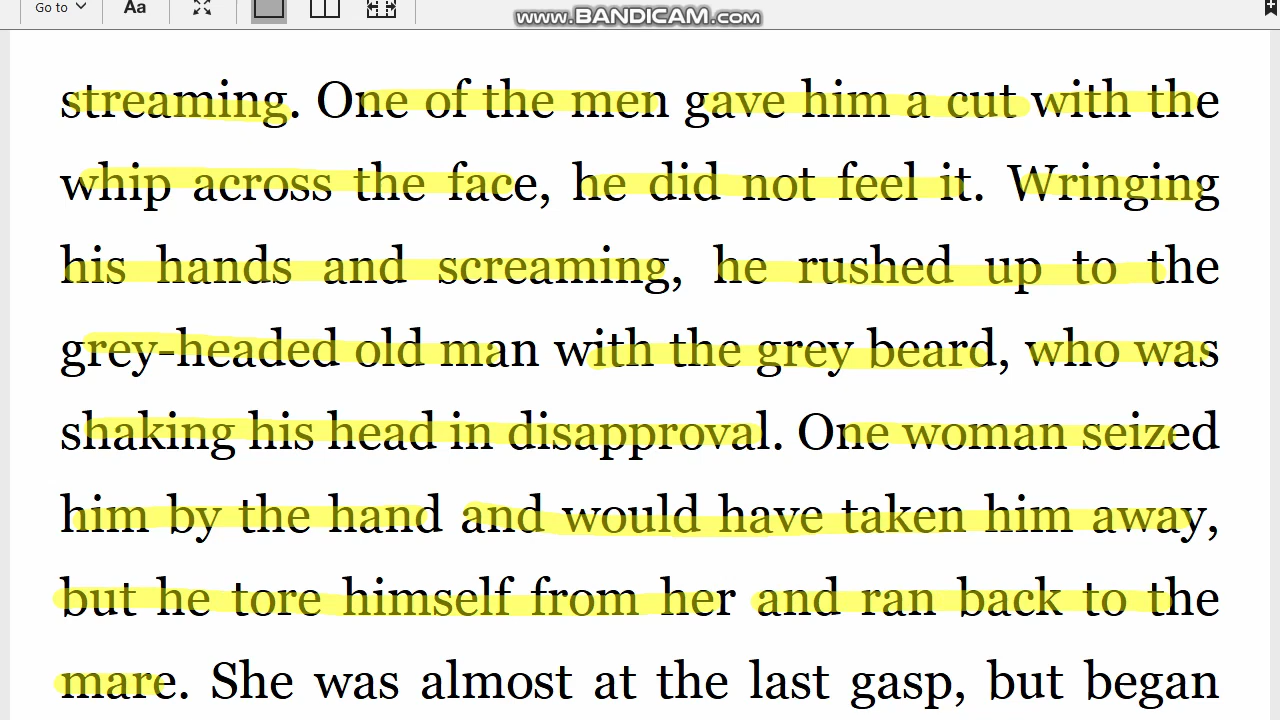 Go to Aa
www.BANDICAM.com
streaming. One of the men gave him a cut with the
whip across the face, he did not feel it. Wringing
his hands and screaming, he rushed up to the
grey-headed old man with the grey beard, who was
shaking his head in disapproval. One woman seized
him by the hand and would have taken him away,
but he tore himself from her and ran back to the
mare. She was almost at the last gasp, but began